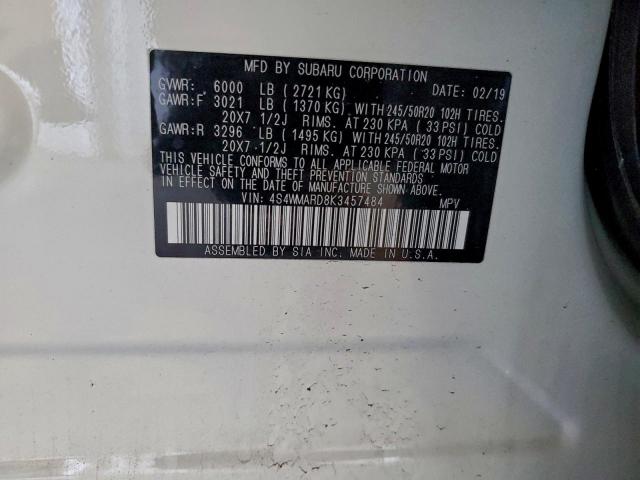 MFD BY SUBARU CORPORATION
GVWR: 6000 LB ( 2721 KG) DATE: 02/19
GAWR:F 3021 LB ( 1370 KG) WITH 245/50R20 102H TIRES.
20X7 1/2J RIMS. AT 230 KPA ( 33 PSI) COLD
GAWR:R 3296 LB ( 1495 KG) WITH 245/50R20 102H TIRES.
20X7 1/2J RIMS. AT 230 KPA ( 33 PSI) COLD
THIS VEHICLE CONFORMS TO ALL APPLICABLE FEDERAL MOTOR
VEHICLE SAFETY AND THEFT PREVENTION STANDARDS
IN EFFECT ON THE DATE OF MANUFACTURE SHOWN ABOVE.
VIN: 4S4WMARD8K3457484 MPV
ASSEMBLED BY SIA INC. MADE IN U.S.A.